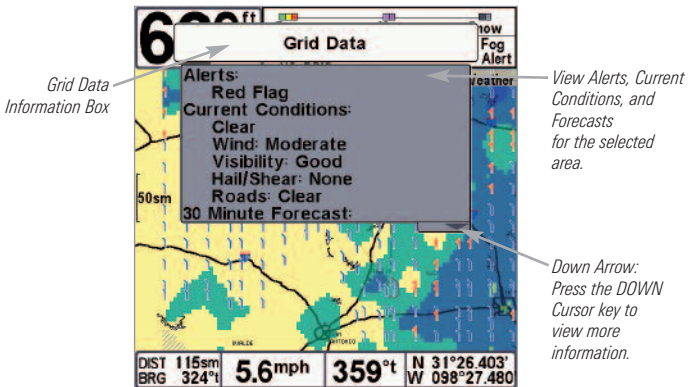 ft
now
Fog
Alert
Grid Data
Weather
Grid Data
Information Box
Alerts:
Red Flag
Current Conditions:
Clear
Wind: Moderate
Visibility: Good
Hail/Shear: None
Roads: Clear
30 Minute Forecast:
View Alerts, Current
Conditions, and
Forecasts
for the selected
area.
50sm
Down Arrow:
Press the DOWN
Cursor key to
view more
information.
DIST 115sm
BRG 324°t
5.6mph
359°t
N 31°26.403'
W 098°27.480